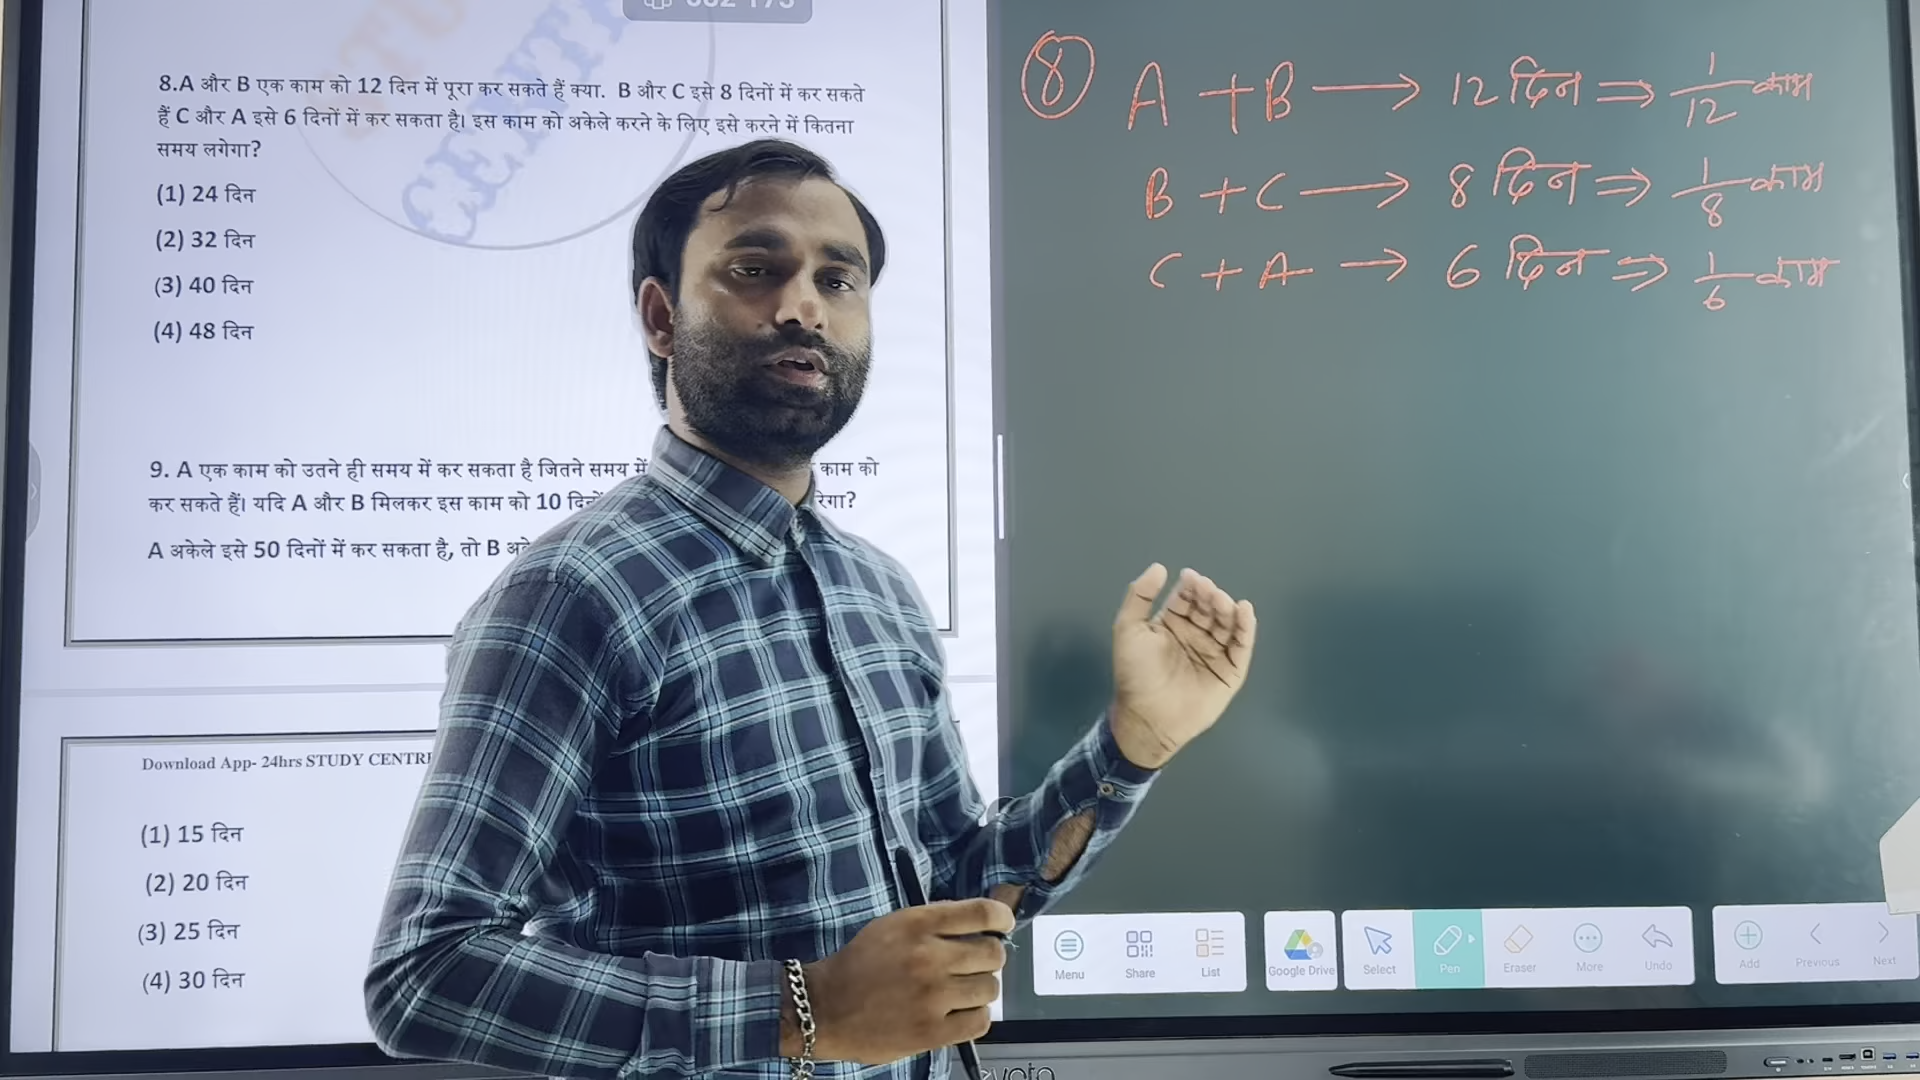 8.A और B एक काम को 12 दिन में पूरा कर सकते हैं क्या. B और C इसे 8 दिनों में कर सकते
हैं C और A इसे 6 दिनों में कर सकता है। इस काम को अकेले करने के लिए इसे करने में कितना
समय लगेगा?
(1) 24 दिन
(2) 32 दिन
(3) 40 दिन
(4) 48 दिन
9. A एक काम को उतने ही समय में कर सकता है जितने समय में काम को
कर सकते हैं। यदि A और B मिलकर इस काम को 10
A अकेले इसे 50 दिनों में कर सकता है, तो B
Download App- 24hrs STUDY
(1) 15 दिन
(2) 20 दिन
(3) 25 दिन
(4) 30 दिन
⑧ A + B → 12 दिन ⇒ 1/12 काम
B + C → 8 दिन ⇒ 1/8 काम
C + A → 6 दिन ⇒ 1/6 काम
Menu Share List Google Drive Select Pen Eraser More Undo Add Previous Next